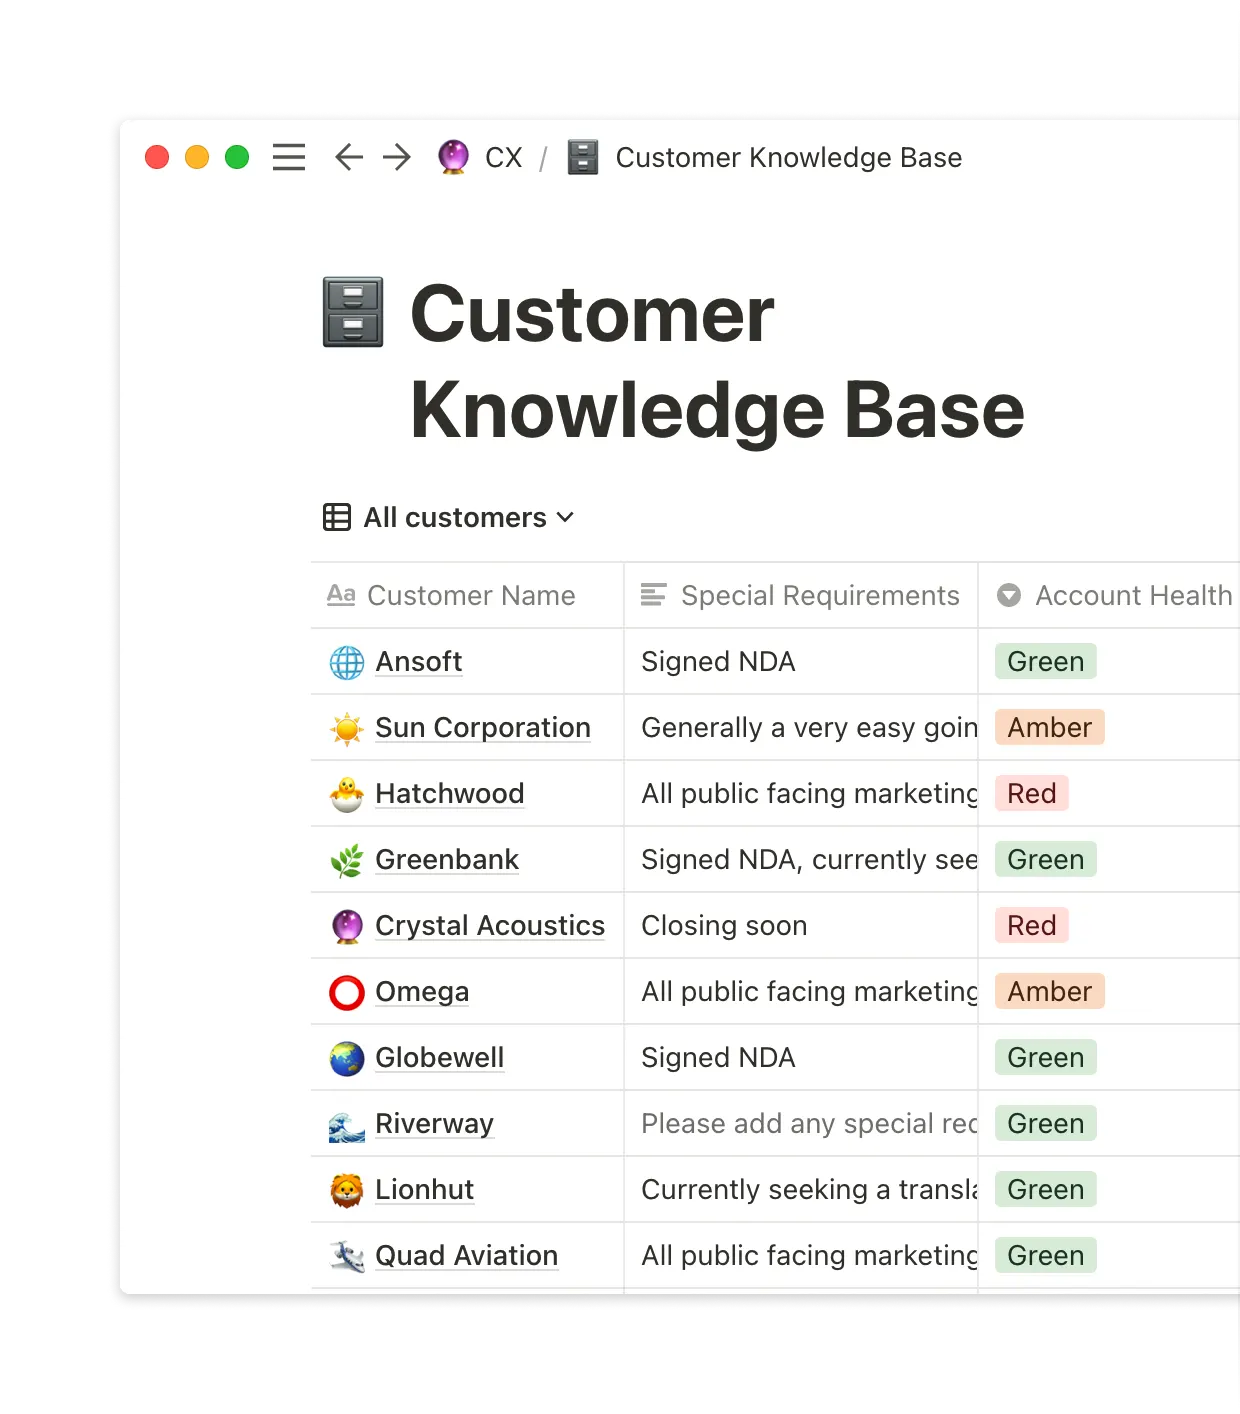 CX / Customer Knowledge Base
Customer
Knowledge Base
All customers
Aa Customer Name Special Requirements Account Health
Ansoft Signed NDA Green
Sun Corporation Generally a very easy goin Amber
Hatchwood All public facing marketing Red
Greenbank Signed NDA, currently see Green
Crystal Acoustics Closing soon Red
Omega All public facing marketing Amber
Globewell Signed NDA Green
Riverway Please add any special req Green
Lionhut Currently seeking a transla Green
Quad Aviation All public facing marketing Green